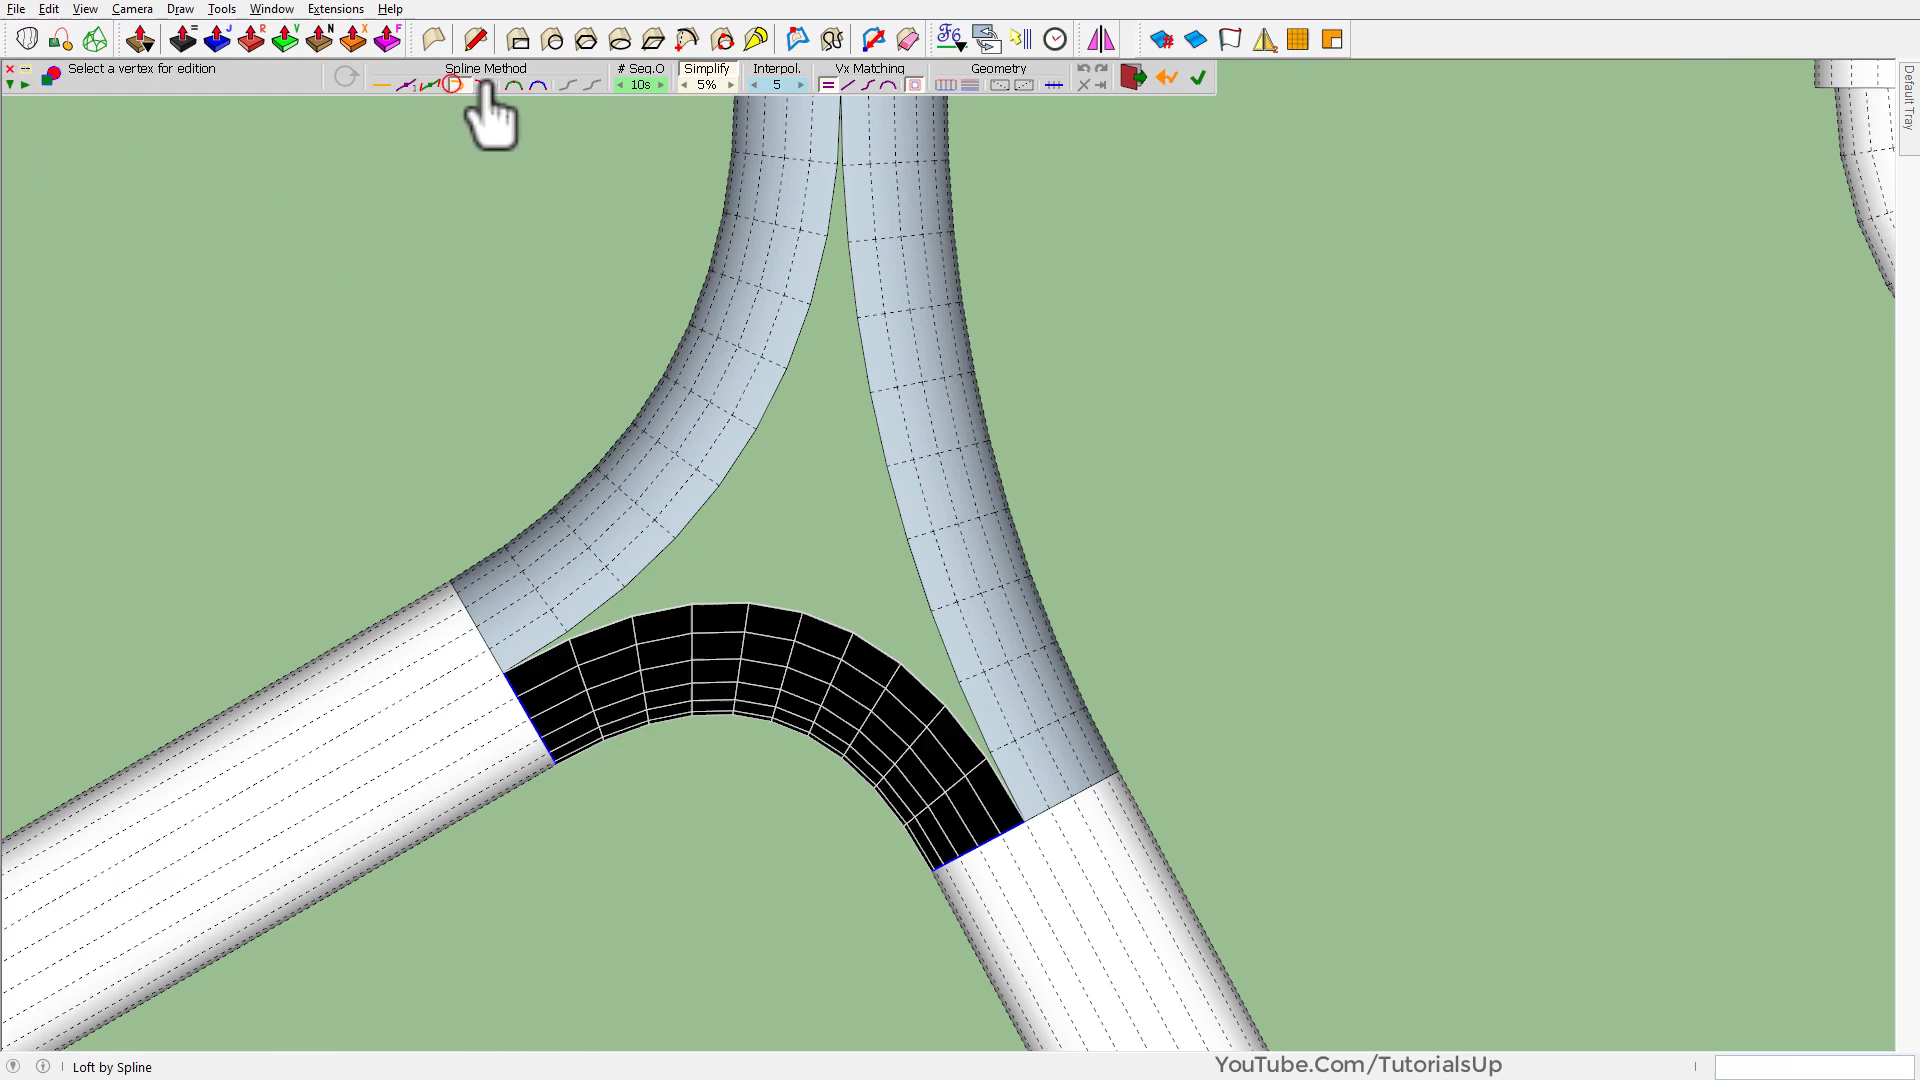 File Edit View Camera Draw Tools Window Extensions Help
Select a vertex for edition
Spline Method
# Seq.O
10s
Simplify
5%
Interpol.
5
Vx Matching
Geometry
Default Tray
Loft by Spline
YouTube.Com/TutorialsUp